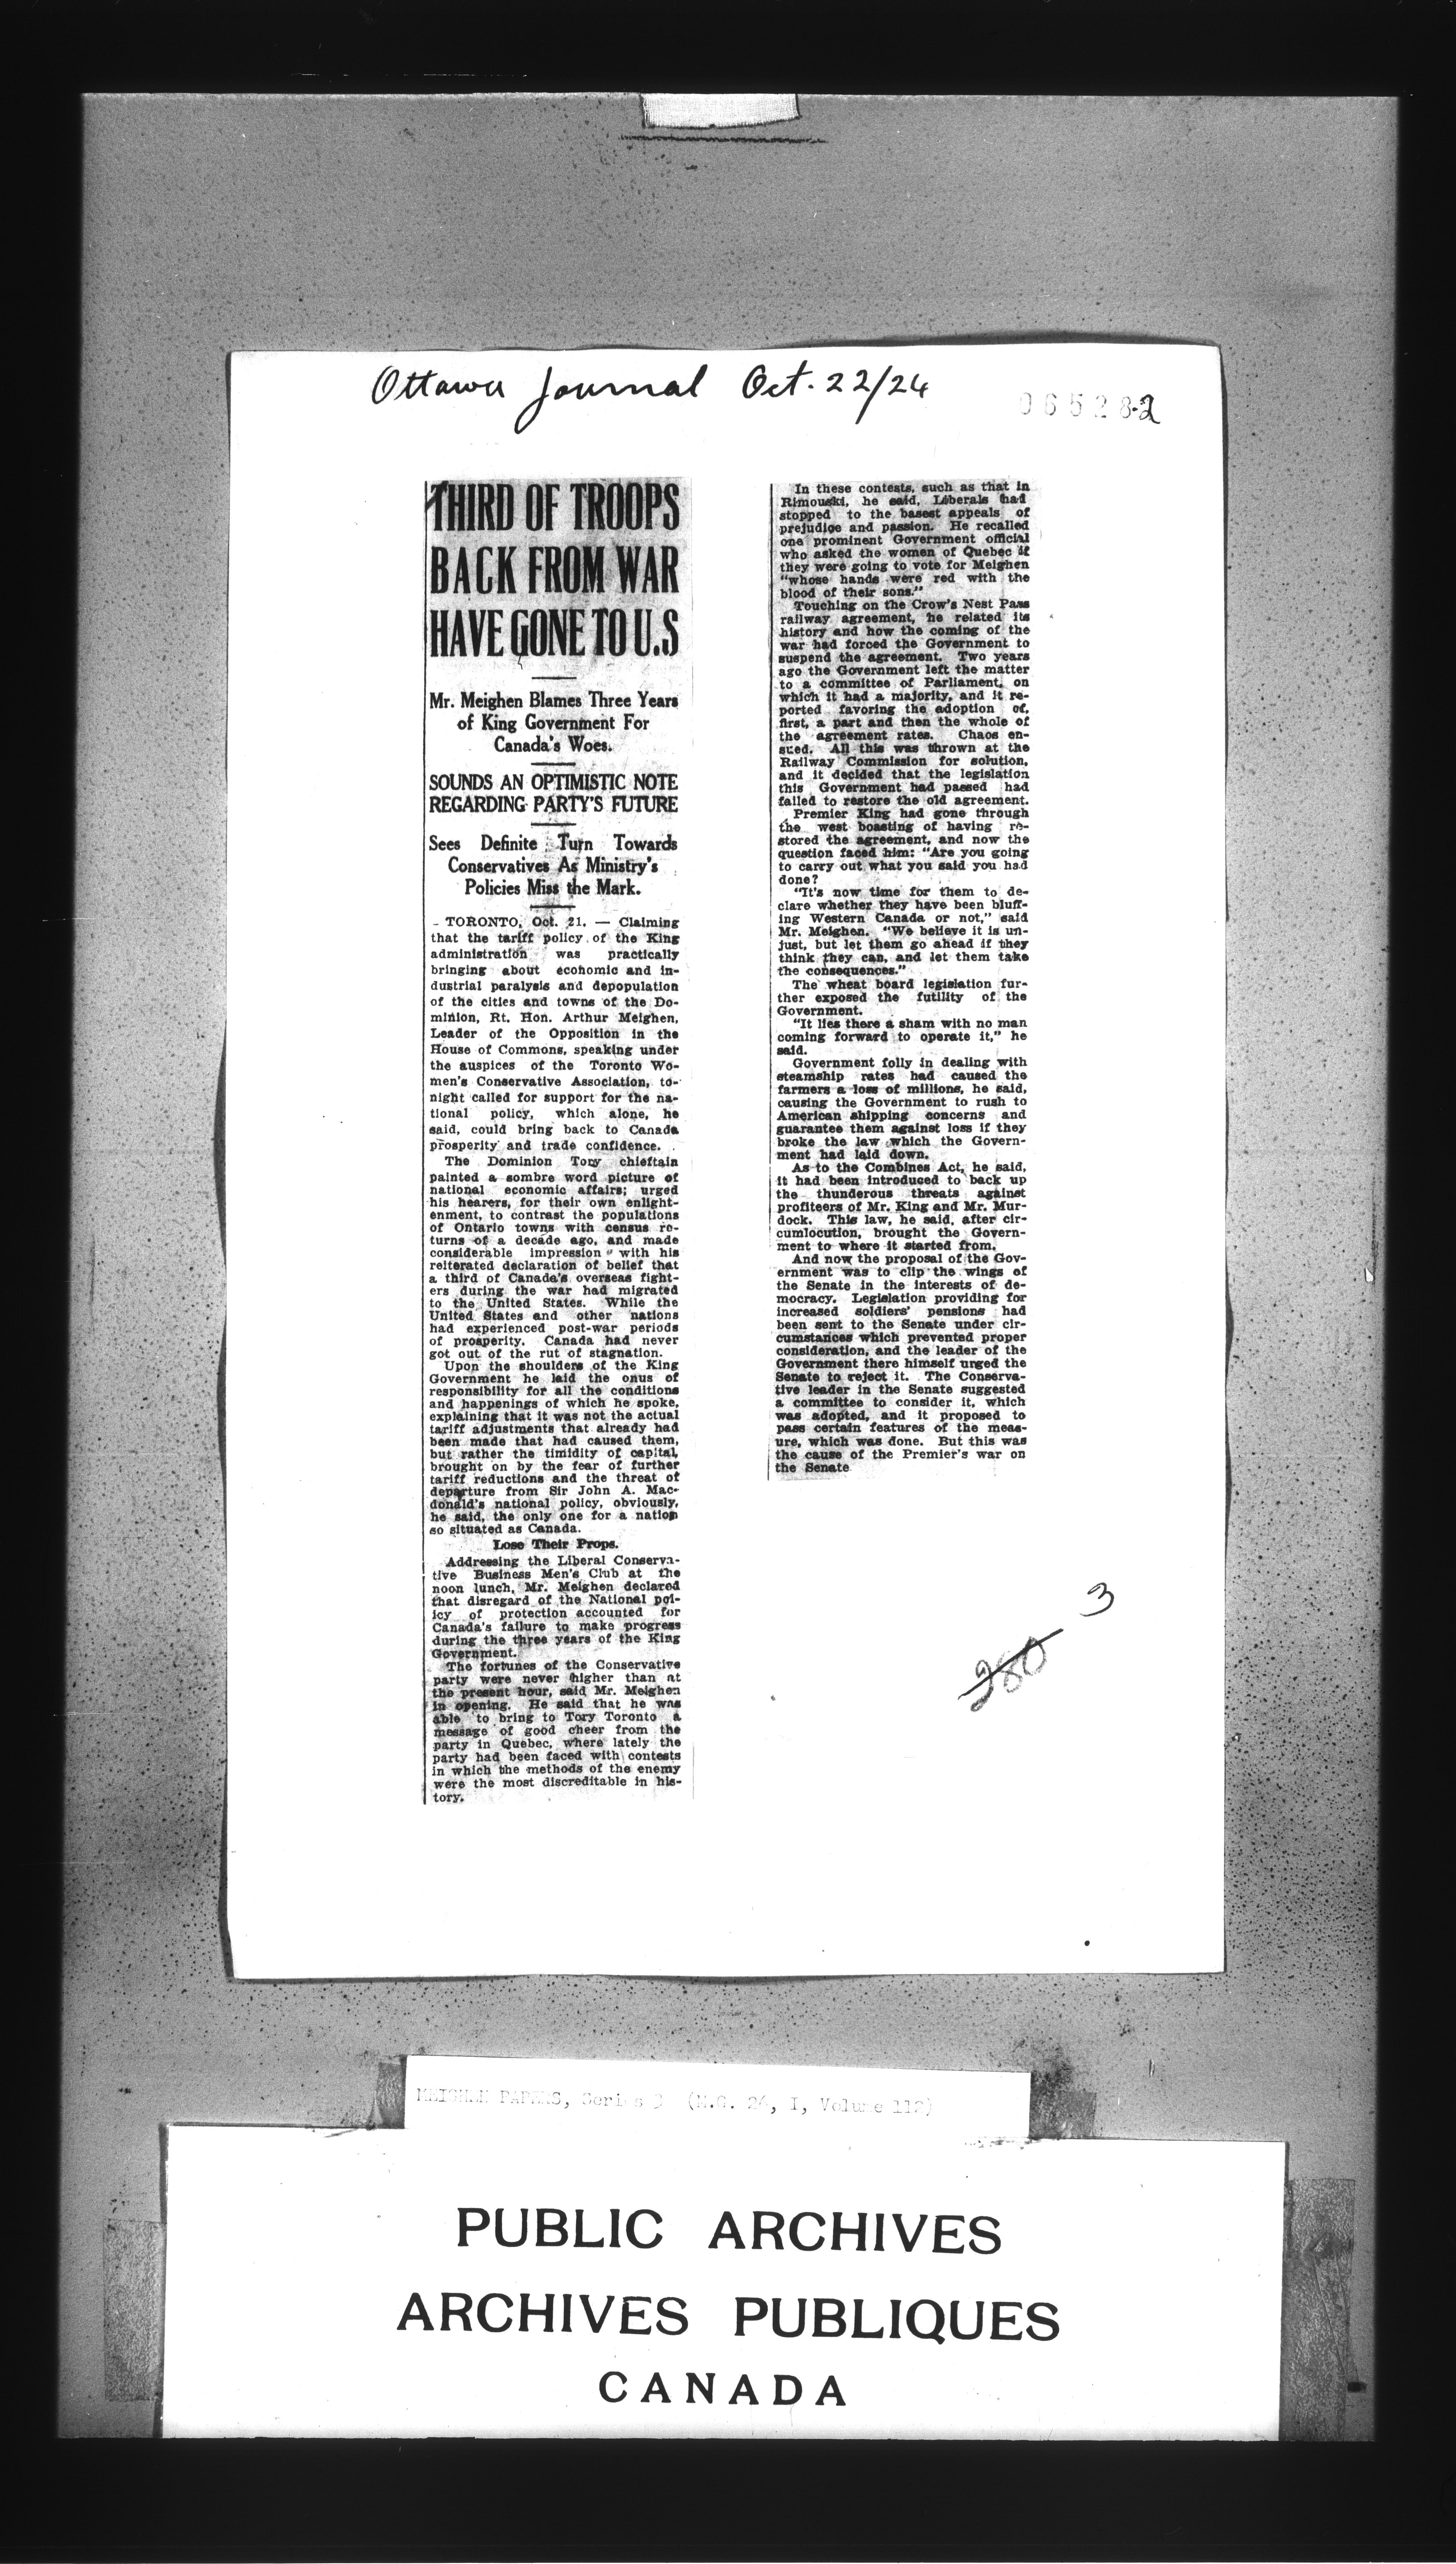 Ottawa Journal Oct. 22/24
065282
THIRD OF TROOPS
BACK FROM WAR
HAVE GONE TO U.S
Mr. Meighen Blames Three Years
of King Government For
Canada's Woes.
SOUNDS AN OPTIMISTIC NOTE
REGARDING PARTY'S FUTURE
Sees Definite Turn Towards
Conservatives As Ministry's
Policies Miss the Mark.
TORONTO, Oct. 21. — Claiming
that the tariff policy of the King
administration was practically
bringing about economic and in-
dustrial paralysis and depopulation
of the cities and towns of the Do-
minion, Rt. Hon. Arthur Meighen,
Leader of the Opposition in the
House of Commons, speaking under
the auspices of the Toronto Wo-
men's Conservative Association, to-
night called for support for the na-
tional policy, which alone, he
said, could bring back to Canada
prosperity and trade confidence.
The Dominion Tory chieftain
painted a sombre word picture of
national economic affairs; urged
his hearers, for their own enlight-
enment, to contrast the populations
of Ontario towns with census re-
turns of a decade ago, and made
considerable impression with his
reiterated declaration of belief that
a third of Canada's overseas fight-
ers during the war had migrated
to the United States. While the
United States and other nations
had experienced post-war periods
of prosperity, Canada had never
got out of the rut of stagnation.
Upon the shoulders of the King
Government he laid the onus of
responsibility for all the conditions
and happenings of which he spoke,
explaining that it was not the actual
tariff adjustments that already had
been made that had caused them,
but rather the timidity of capital,
brought on by the fear of further
tariff reductions and the threat of
departure from Sir John A. Mac-
donald's national policy, obviously,
he said, the only one for a nation
so situated as Canada.
Lose Their Props.
Addressing the Liberal Conserva-
tive Business Men's Club at the
noon lunch, Mr. Meighen declared
that disregard of the National pol-
icy of protection accounted for
Canada's failure to make progress
during the three years of the King
Government.
The fortunes of the Conservative
party were never higher than at
the present hour, said Mr. Meighen
in opening. He said that he was
able to bring to Tory Toronto a
message of good cheer from the
party in Quebec, where lately the
party had been faced with contests
in which the methods of the enemy
were the most discreditable in his-
tory.
In these contests, such as that in
Rimouski, he said, Liberals had
stopped to the basest appeals of
prejudice and passion. He recalled
one prominent Government official
who asked the women of Quebec if
they were going to vote for Meighen
"whose hands were red with the
blood of their sons."
Touching on the Crow's Nest Pass
railway agreement, he related its
history and how the coming of the
war had forced the Government to
suspend the agreement. Two years
ago the Government left the matter
to a committee of Parliament, on
which it had a majority, and it re-
ported favoring the adoption of,
first, a part and then the whole of
the agreement rates. Chaos en-
sued. All this was thrown at the
Railway Commission for solution,
and it decided that the legislation
this Government had passed had
failed to restore the old agreement.
Premier King had gone through
the west boasting of having re-
stored the agreement, and now the
question faced him: "Are you going
to carry out what you said you had
done?
"It's now time for them to de-
clare whether they have been bluff-
ing Western Canada or not," said
Mr. Meighen. "We believe it is un-
just, but let them go ahead if they
think they can, and let them take
the consequences."
The wheat board legislation fur-
ther exposed the futility of the
Government.
"It lies there a sham with no man
coming forward to operate it," he
said.
Government folly in dealing with
steamship rates had caused the
farmers a loss of millions, he said,
causing the Government to rush to
American shipping concerns and
guarantee them against loss if they
broke the law which the Govern-
ment had laid down.
As to the Combines Act, he said,
it had been introduced to back up
the thunderous threats against
profiteers of Mr. King and Mr. Mur-
dock. This law, he said, after cir-
cumlocution, brought the Govern-
ment to where it started from.
And now the proposal of the Gov-
ernment was to clip the wings of
the Senate in the interests of de-
mocracy. Legislation providing for
increased soldiers' pensions had
been sent to the Senate under cir-
cumstances which prevented proper
consideration, and the leader of the
Government there himself urged the
Senate to reject it. The Conserva-
tive leader in the Senate suggested
a committee to consider it, which
was adopted, and it proposed to
pass certain features of the meas-
ure, which was done. But this was
the cause of the Premier's war on
the Senate
3
280
MEIGHEN PAPERS, Series 3 (M.G. 26, I, Volume 112)
PUBLIC ARCHIVES
ARCHIVES PUBLIQUES
CANADA